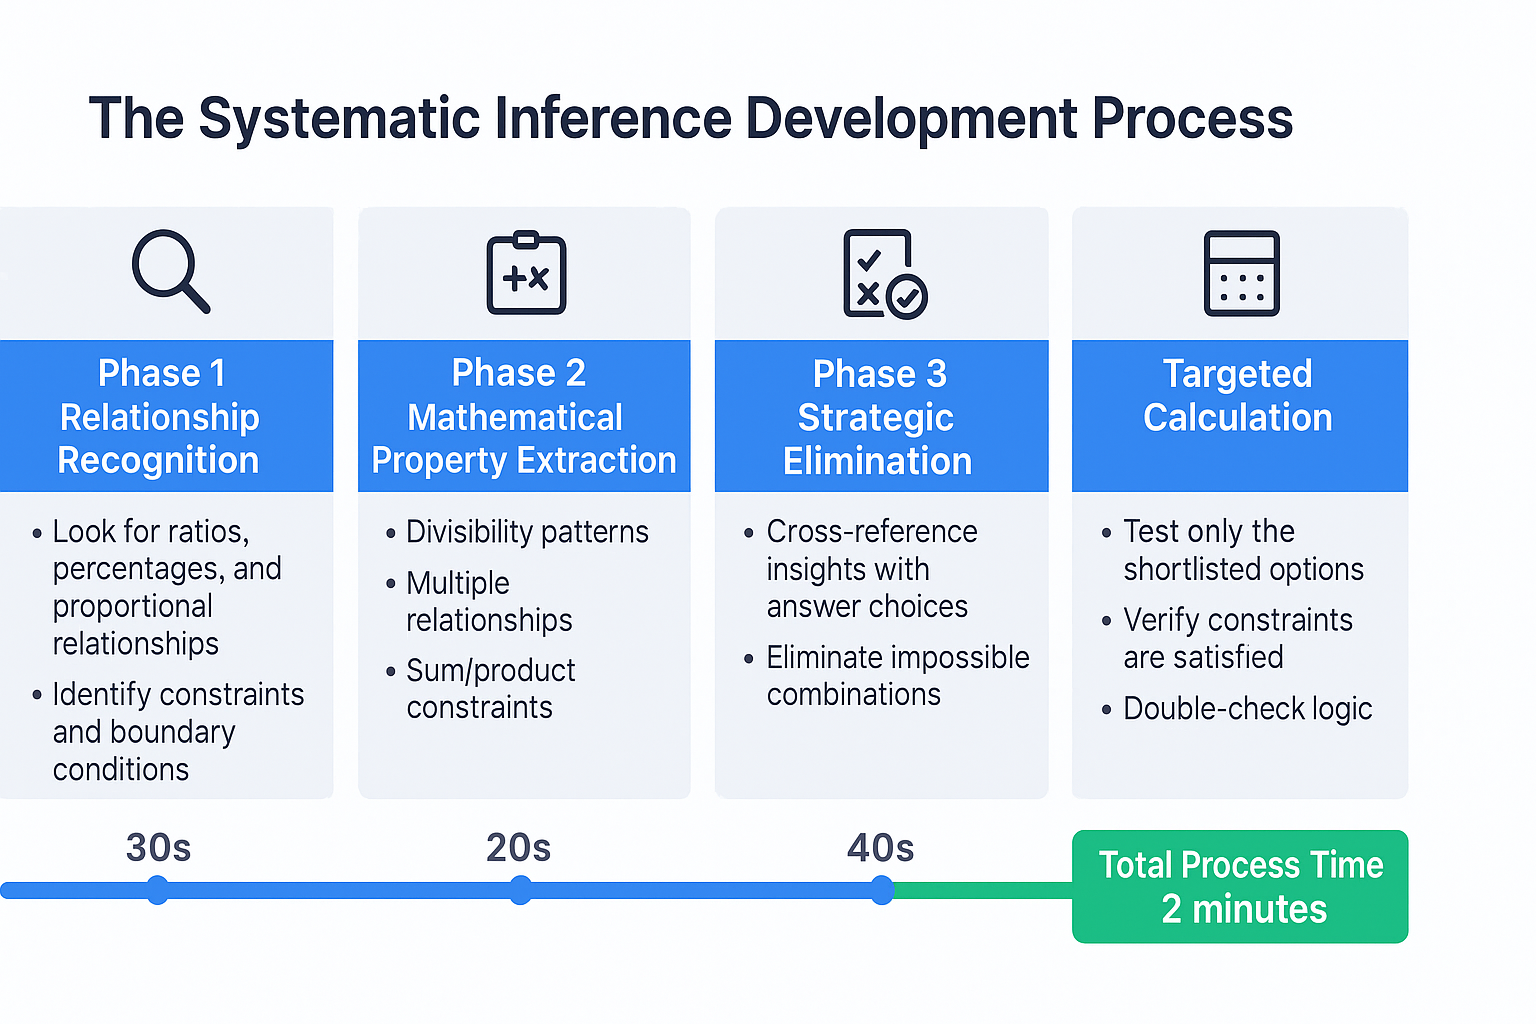 The Systematic Inference Development Process
Phase 1
Relationship
Recognition
• Look for ratios,
percentages, and
proportional
relationships
• Identify constraints
and boundary
conditions
Phase 2
Mathematical
Property Extraction
• Divisibility patterns
• Multiple
relationships
• Sum/product
constraints
Phase 3
Strategic
Elimination
• Cross-reference
insights with
answer choices
• Eliminate impossible
combinations
Targeted
Calculation
• Test only the
shortlisted options
• Verify constraints
are satisfied
• Double-check logic
30s
20s
40s
Total Process Time
2 minutes